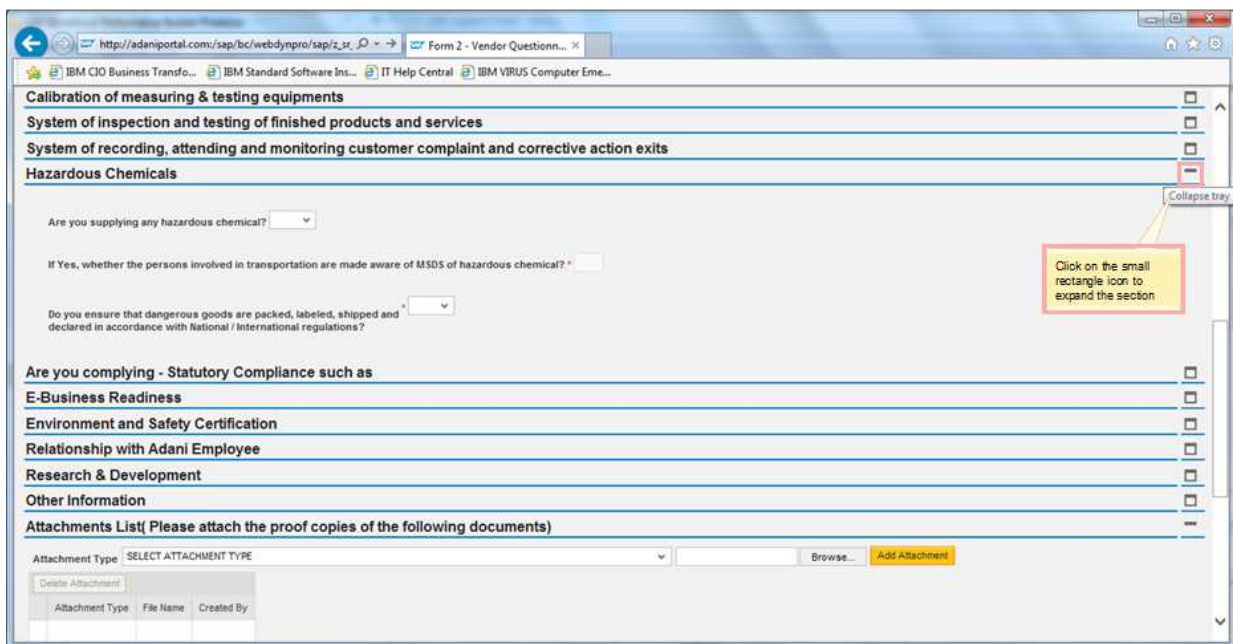 http://adaniportal.com:/sap/bc/webdynpro/sap/z_sr,
Form 2 - Vendor Questionn...
IBM CIO Business Transfo... IBM Standard Software Ins... IT Help Central IBM VIRUS Computer Eme...
Calibration of measuring & testing equipments
System of inspection and testing of finished products and services
System of recording, attending and monitoring customer complaint and corrective action exits
Hazardous Chemicals
Collapse tray
Are you supplying any hazardous chemical?
If Yes, whether the persons involved in transportation are made aware of MSDS of hazardous chemical? *
Click on the small
rectangle icon to
expand the section
Do you ensure that dangerous goods are packed, labeled, shipped and *
declared in accordance with National / International regulations?
Are you complying - Statutory Compliance such as
E-Business Readiness
Environment and Safety Certification
Relationship with Adani Employee
Research & Development
Other Information
Attachments List( Please attach the proof copies of the following documents)
Attachment Type SELECT ATTACHMENT TYPE Browse... Add Attachment
Delete Attachment
Attachment Type File Name Created By